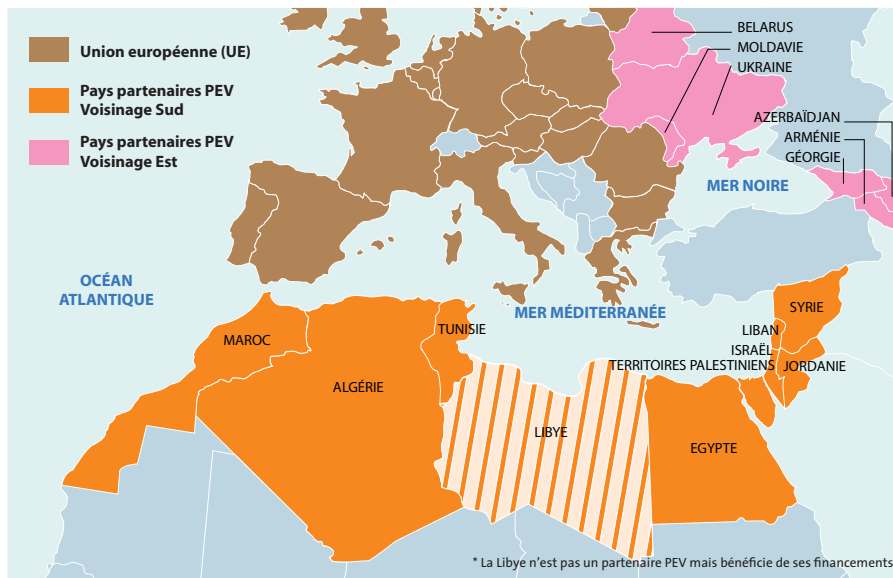 Union européenne (UE)
Pays partenaires PEV
Voisinage Sud
Pays partenaires PEV
Voisinage Est
BELARUS
MOLDAVIE
UKRAINE
AZERBAÏDJAN
ARMÉNIE
GÉORGIE
MER NOIRE
OCÉAN
ATLANTIQUE
MER MÉDITERRANÉE
SYRIE
LIBAN
ISRAËL
TERRITOIRES PALESTINIENS
JORDANIE
TUNISIE
MAROC
ALGÉRIE
LIBYE
EGYPTE
* La Libye n'est pas un partenaire PEV mais bénéficie de ses financements